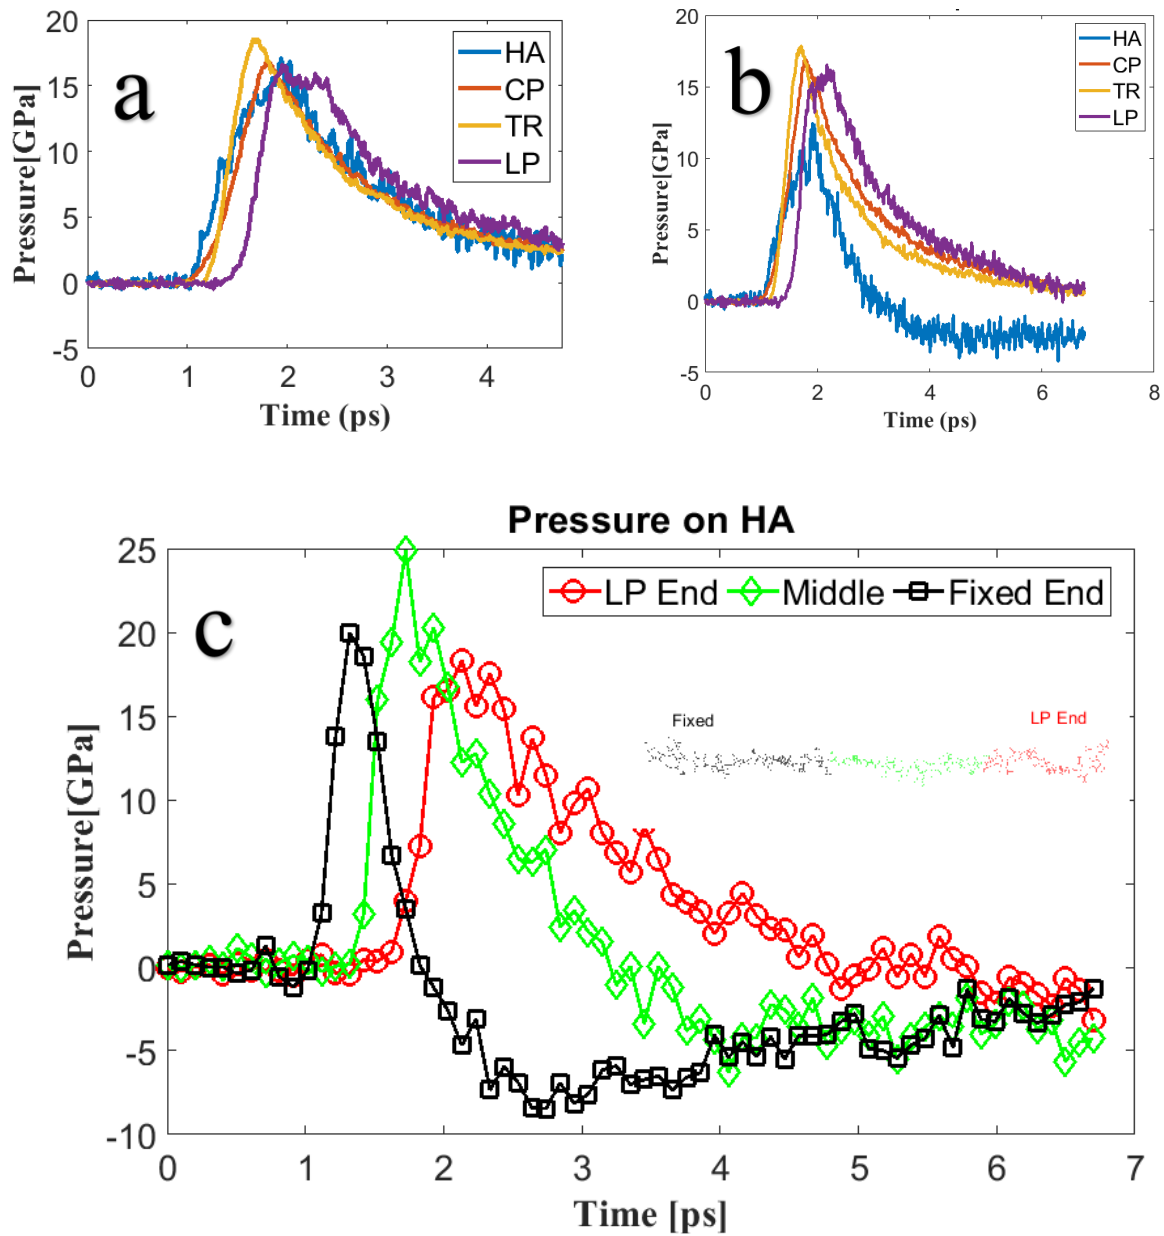 a
20
15
10
5
0
-5
0 1 2 3 4
Pressure[GPa]
Time (ps)
HA
CP
TR
LP
b
20
15
10
5
0
-5
0 2 4 6 8
Pressure[GPa]
Time (ps)
HA
CP
TR
LP
Pressure on HA
c
25
20
15
10
5
0
-5
-10
0 1 2 3 4 5 6 7
Pressure[GPa]
Time [ps]
LP End Middle Fixed End
Fixed LP End